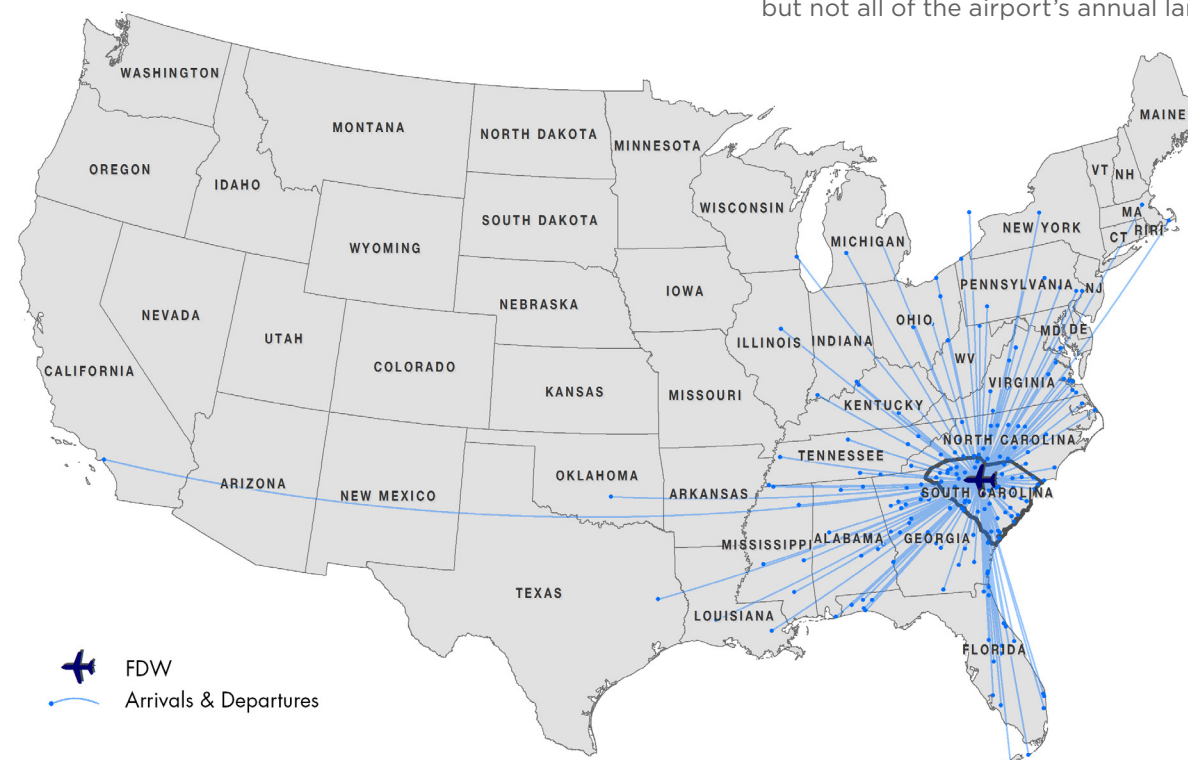 but not all of the airport's annual lan
WASHINGTON
MONTANA
NORTH DAKOTA
MINNESOTA
MAINE
OREGON
IDAHO
VT
NH
WISCONSIN
SOUTH DAKOTA
MA
MICHIGAN
NEW YORK
CT
RIRI
WYOMING
PENNSYLVANIA
NJ
IOWA
NEBRASKA
NEVADA
OHIO
MD
DE
UTAH
ILLINOIS
INDIANA
WV
COLORADO
CALIFORNIA
VIRGINIA
KANSAS
MISSOURI
KENTUCKY
NORTH CAROLINA
TENNESSEE
OKLAHOMA
ARIZONA
NEW MEXICO
ARKANSAS
SOUTH CAROLINA
MISSISSIPPI
ALABAMA
GEORGIA
TEXAS
LOUISIANA
FLORIDA
FDW
Arrivals & Departures